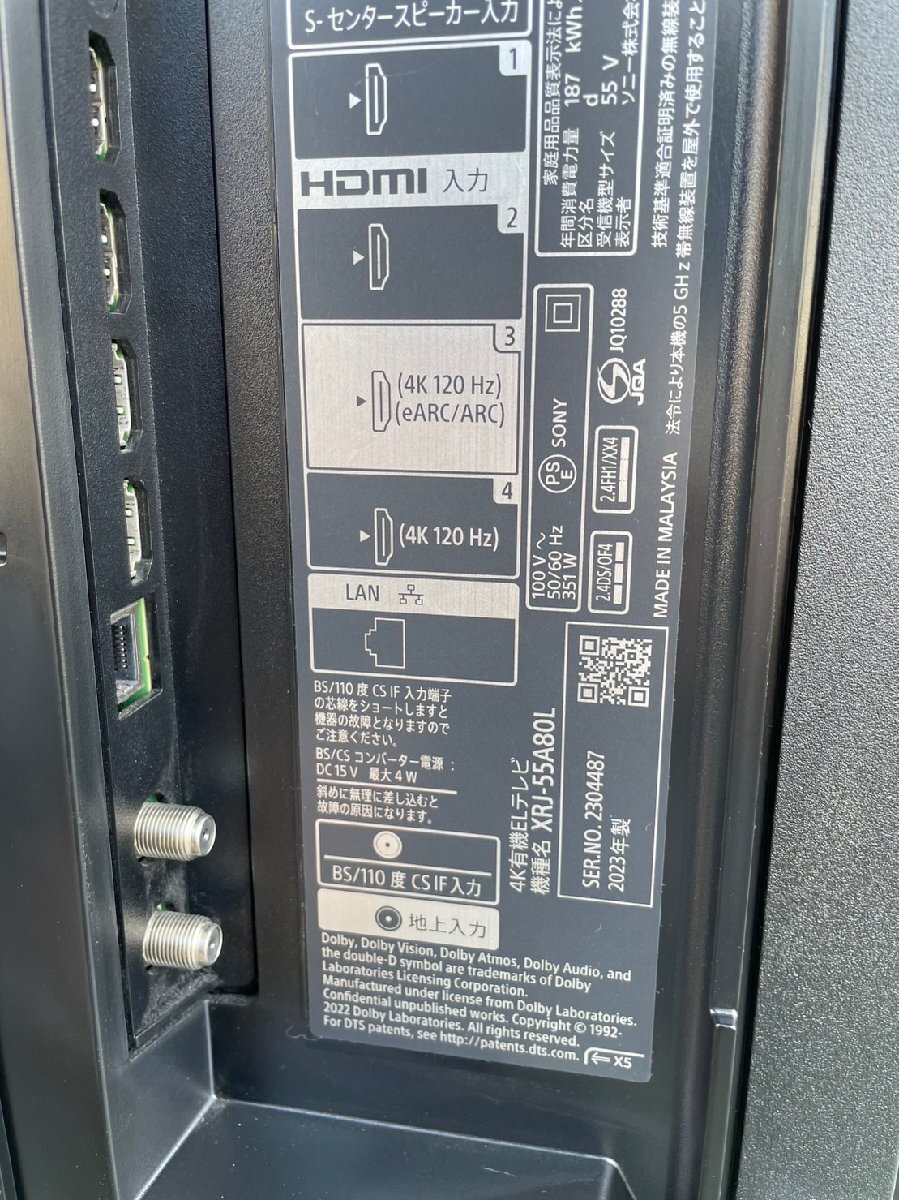 S-センタースピーカー入力
1
HDMI 入力
2
3
(4K 120 Hz)
(eARC/ARC)
4
(4K 120 Hz)
LAN
BS/110 度 CS IF 入力端子
の芯線をショートしますと
機器の故障となりますので
ご注意ください。
BS/CS コンバーター電源：
DC 15 V 最大 4 W
斜めに無理に差し込むと
故障の原因になります。
BS/110 度 CS IF 入力
地上入力
Dolby, Dolby Vision, Dolby Atmos, Dolby Audio, and
the double-D symbol are trademarks of Dolby
Laboratories Licensing Corporation.
Manufactured under license from Dolby Laboratories.
Confidential unpublished works. Copyright © 1992-
2022 Dolby Laboratories. All rights reserved.
For DTS patents, see http://patents.dts.com.
X5
家庭用品品質表示法によ
年間消費電力量 187 kWh
区分名 d
受信機型サイズ 55 V
表示者 ソニー株式会
技術基準適合証明済みの無線装
法令により本機の5 GHz 帯無線装置を屋外で使用すること
100 V ～
50/60 Hz
351 W
PS
E
SONY
2.4DS/OF4
2.4FH1/XX4
JQA
JQ10288
MADE IN MALAYSIA
4K有機ELテレビ
機種名 XRJ-55A80L
SER.NO. 2304487
2023年製